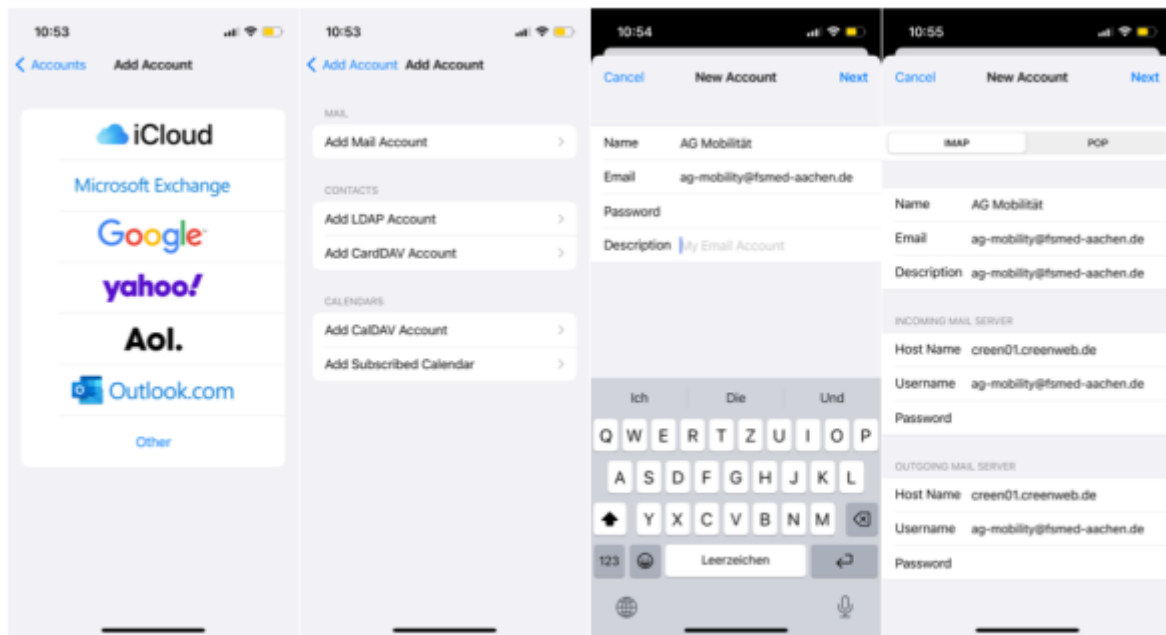 10:53
Accounts Add Account
iCloud
Microsoft Exchange
Google
yahoo!
Aol.
Outlook.com
Other
10:53
Add Account Add Account
MAIL
Add Mail Account
CONTACTS
Add LDAP Account
Add CardDAV Account
CALENDARS
Add CalDAV Account
Add Subscribed Calendar
10:54
Cancel New Account Next
Name AG Mobilität
Email ag-mobility@fsmed-aachen.de
Password
Description My Email Account
Ich Die Und
Q W E R T Z U I O P
A S D F G H J K L
Y X C V B N M
123 Leerzeichen
10:55
Cancel New Account Next
IMAP POP
Name AG Mobilität
Email ag-mobility@fsmed-aachen.de
Description ag-mobility@fsmed-aachen.de
INCOMING MAIL SERVER
Host Name creen01.creenweb.de
Username ag-mobility@fsmed-aachen.de
Password
OUTGOING MAIL SERVER
Host Name creen01.creenweb.de
Username ag-mobility@fsmed-aachen.de
Password